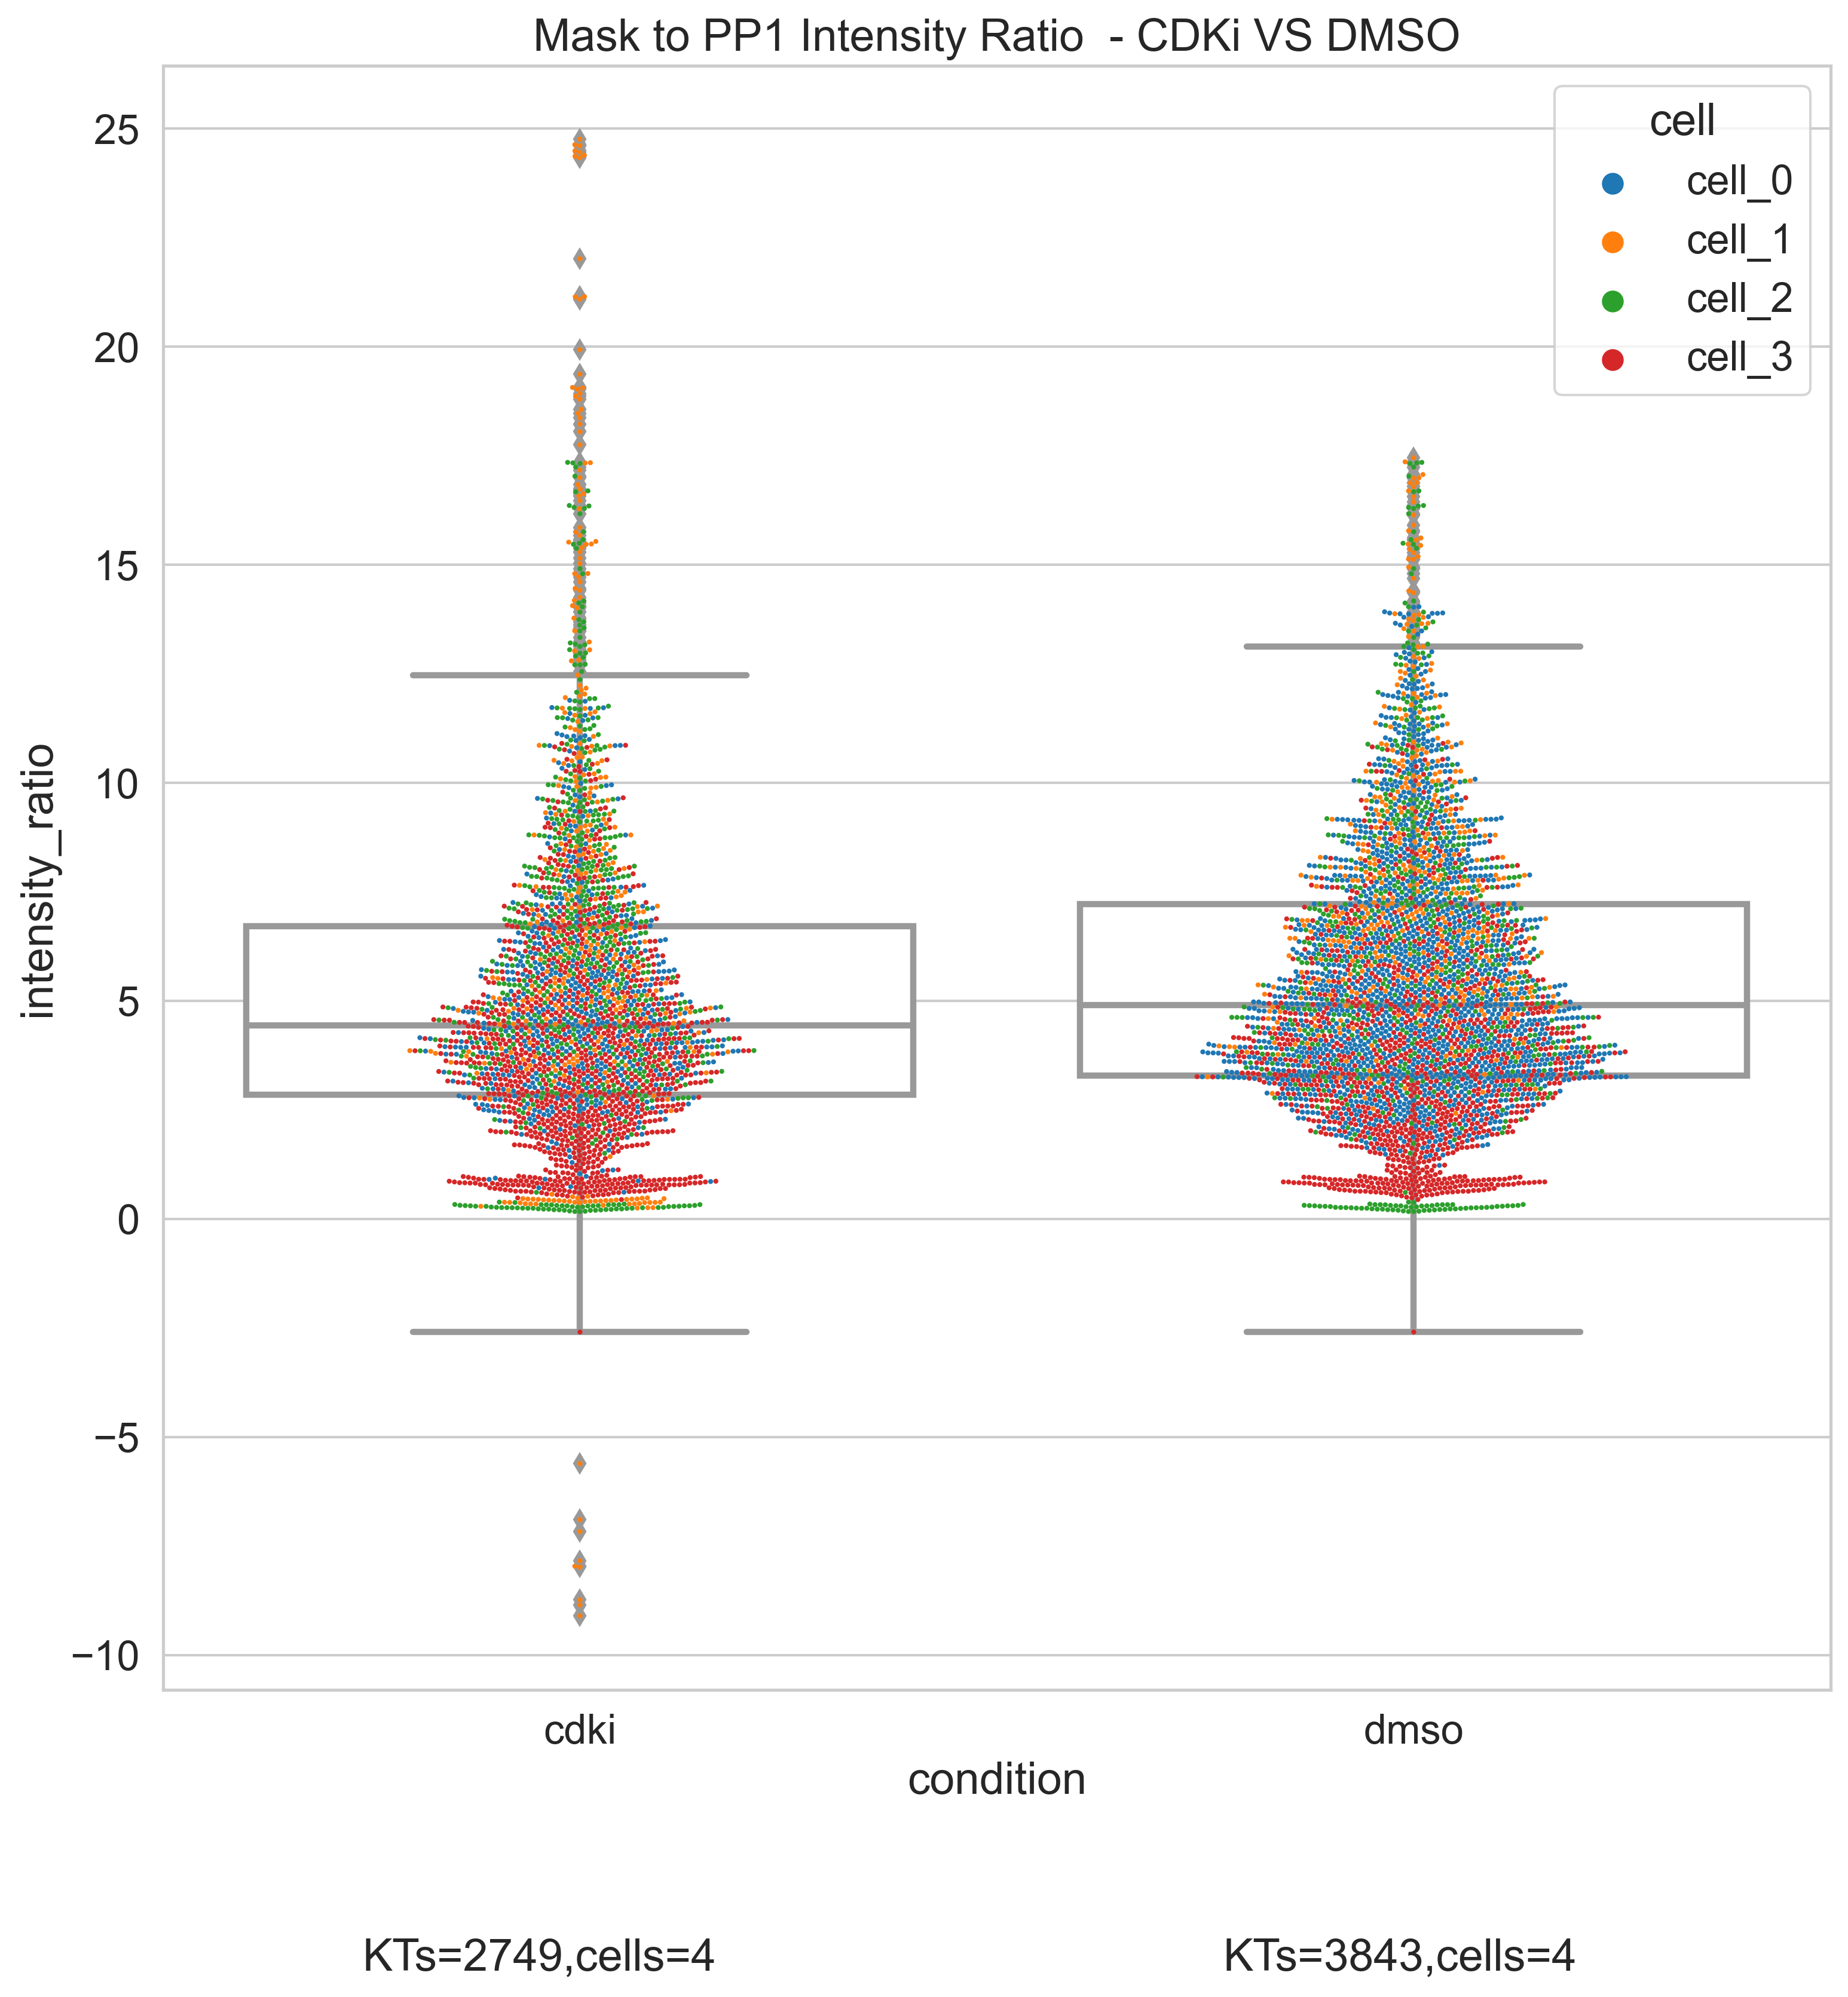 Mask to PP1 Intensity Ratio  - CDKi VS DMSO
cell
cell_0
cell_1
cell_2
cell_3
25
20
15
10
5
0
−5
−10
intensity_ratio
cdki
dmso
condition
KTs=2749,cells=4
KTs=3843,cells=4